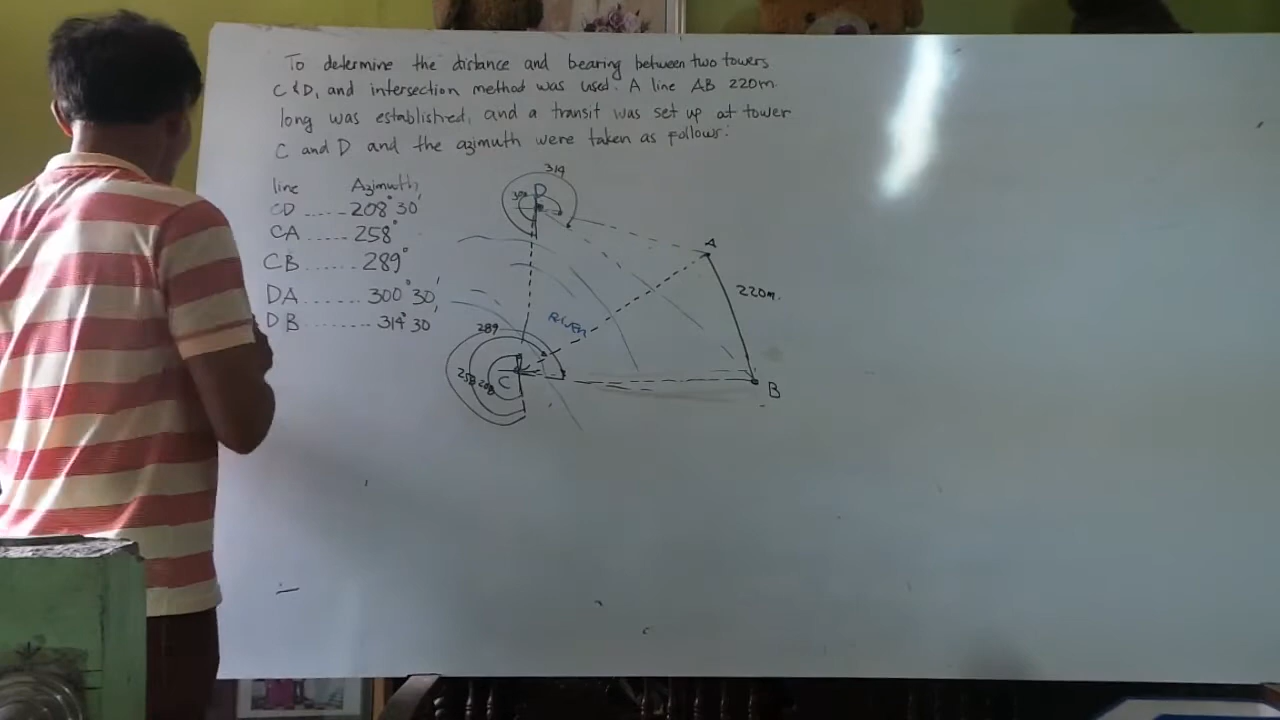 To determine the distance and bearing between two towers
C & D, and intersection method was used. A line AB 220m.
long was established, and a transit was set up at tower
C and D and the azimuth were taken as follows:
line Azimuth
CD ..... 208°30'
CA ...... 258°
CB ...... 289°
DA ....... 300°30'
DB ........ 314°30'
314
D
A
220m.
RIVER
289
258
C
B